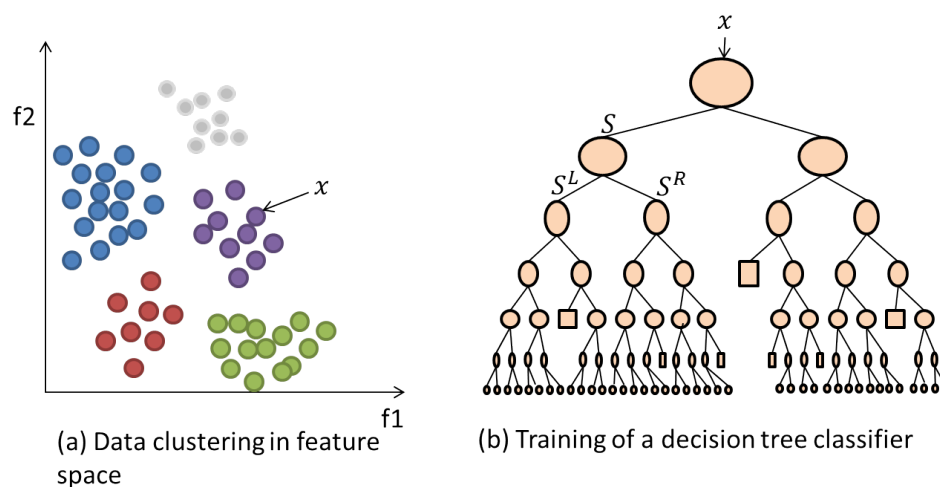 f2
x
f1
(a) Data clustering in feature
space
x
S
S^L
S^R
(b) Training of a decision tree classifier